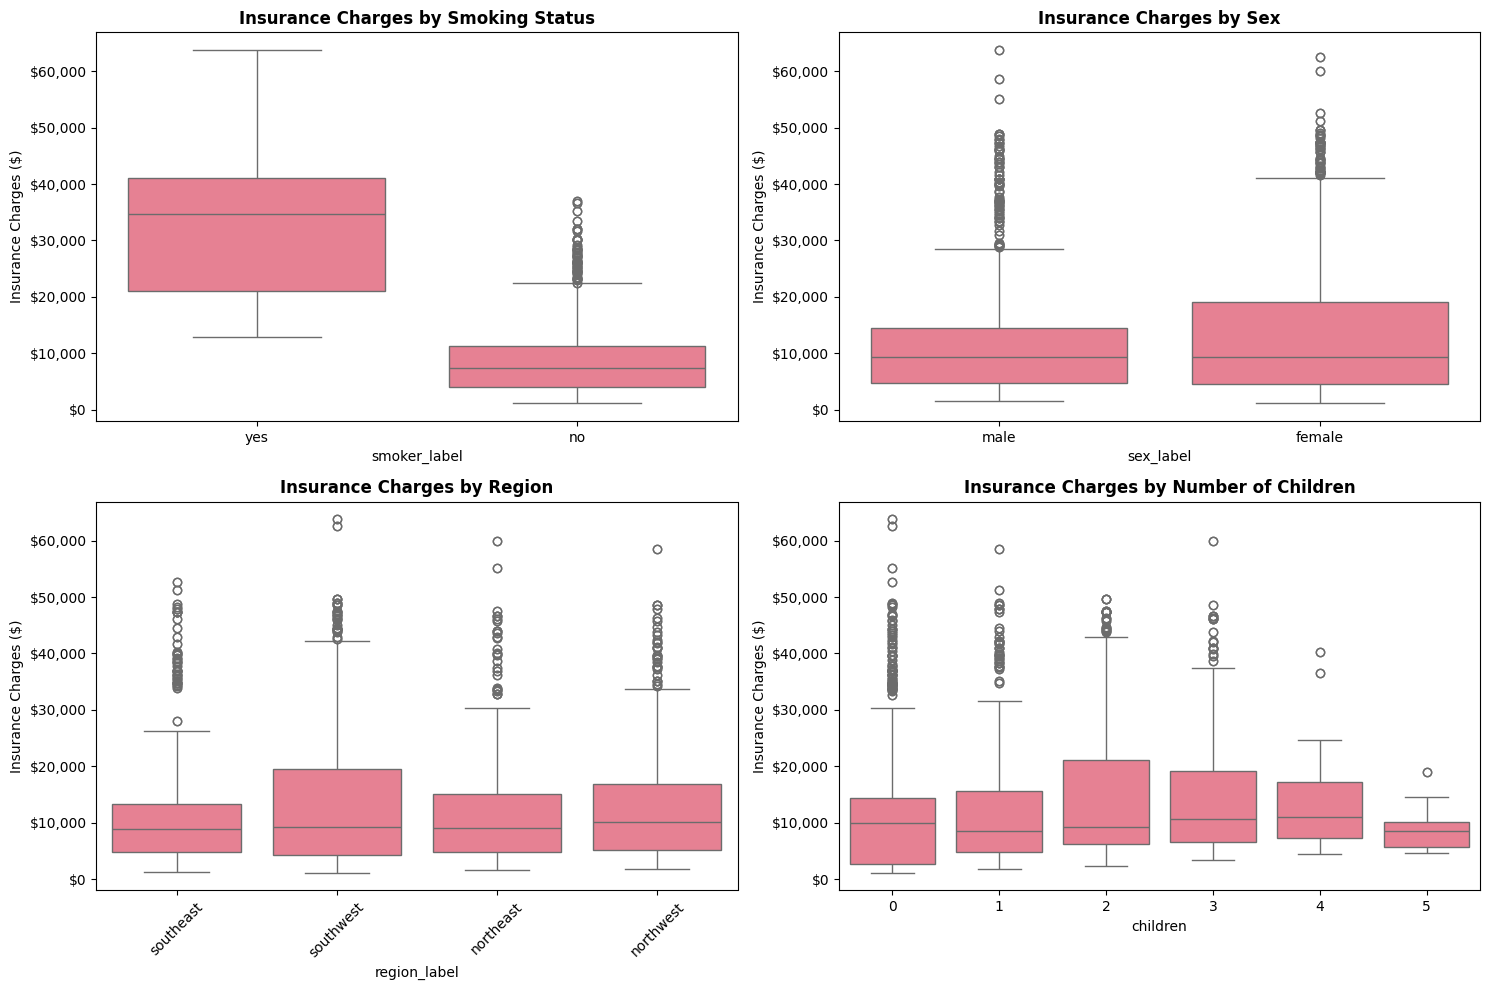 Insurance Charges by Smoking Status
Insurance Charges ($)
$60,000
$50,000
$40,000
$30,000
$20,000
$10,000
$0
yes no
smoker_label
Insurance Charges by Sex
Insurance Charges ($)
$60,000
$50,000
$40,000
$30,000
$20,000
$10,000
$0
male female
sex_label
Insurance Charges by Region
Insurance Charges ($)
$60,000
$50,000
$40,000
$30,000
$20,000
$10,000
$0
southeast southwest northeast northwest
region_label
Insurance Charges by Number of Children
Insurance Charges ($)
$60,000
$50,000
$40,000
$30,000
$20,000
$10,000
$0
0 1 2 3 4 5
children